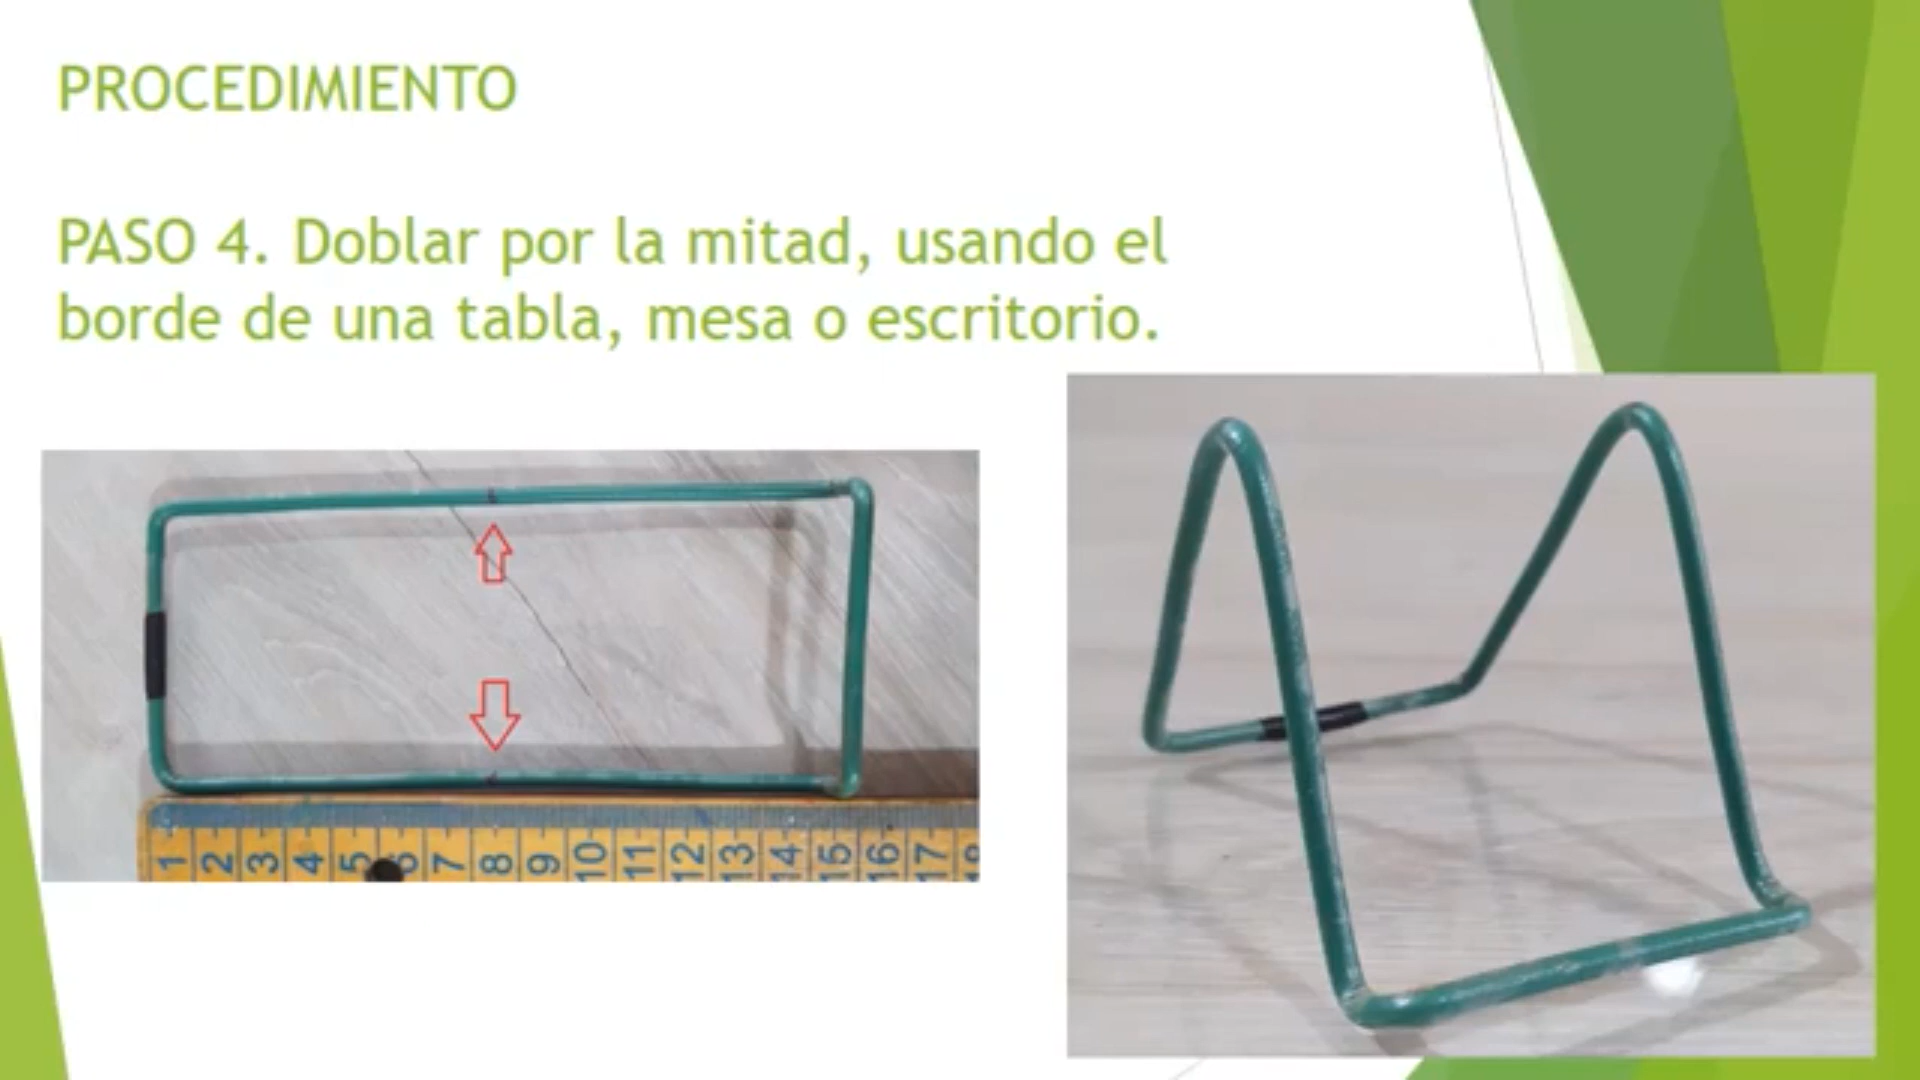 PROCEDIMIENTO
PASO 4. Doblar por la mitad, usando el
borde de una tabla, mesa o escritorio.
1 2 3 4 5 6 7 8 9 10 11 12 13 14 15 16 17 18